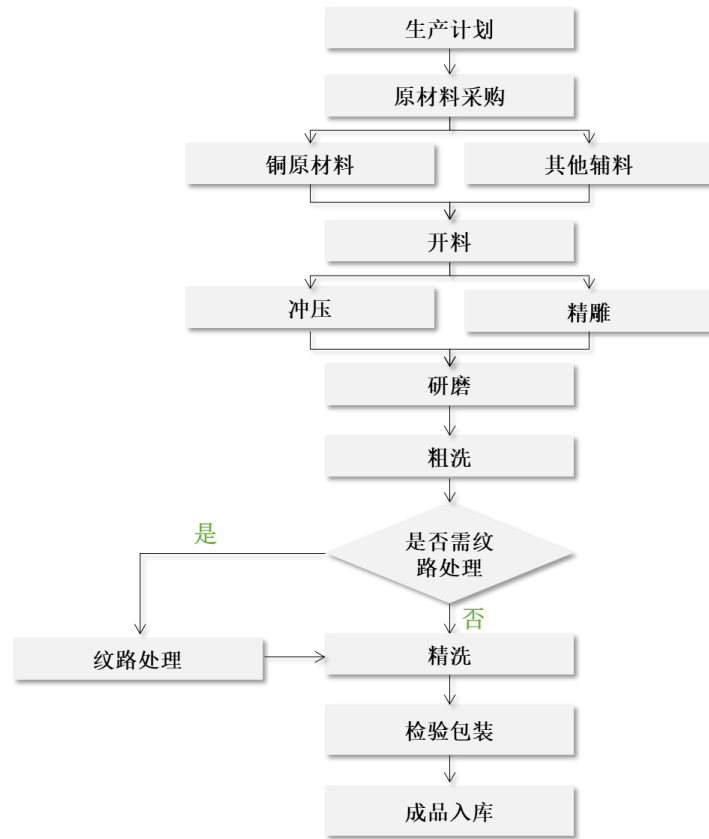 生产计划
原材料采购
铜原材料
其他辅料
开料
冲压
精雕
研磨
粗洗
是
是否需纹
路处理
否
纹路处理
精洗
检验包装
成品入库